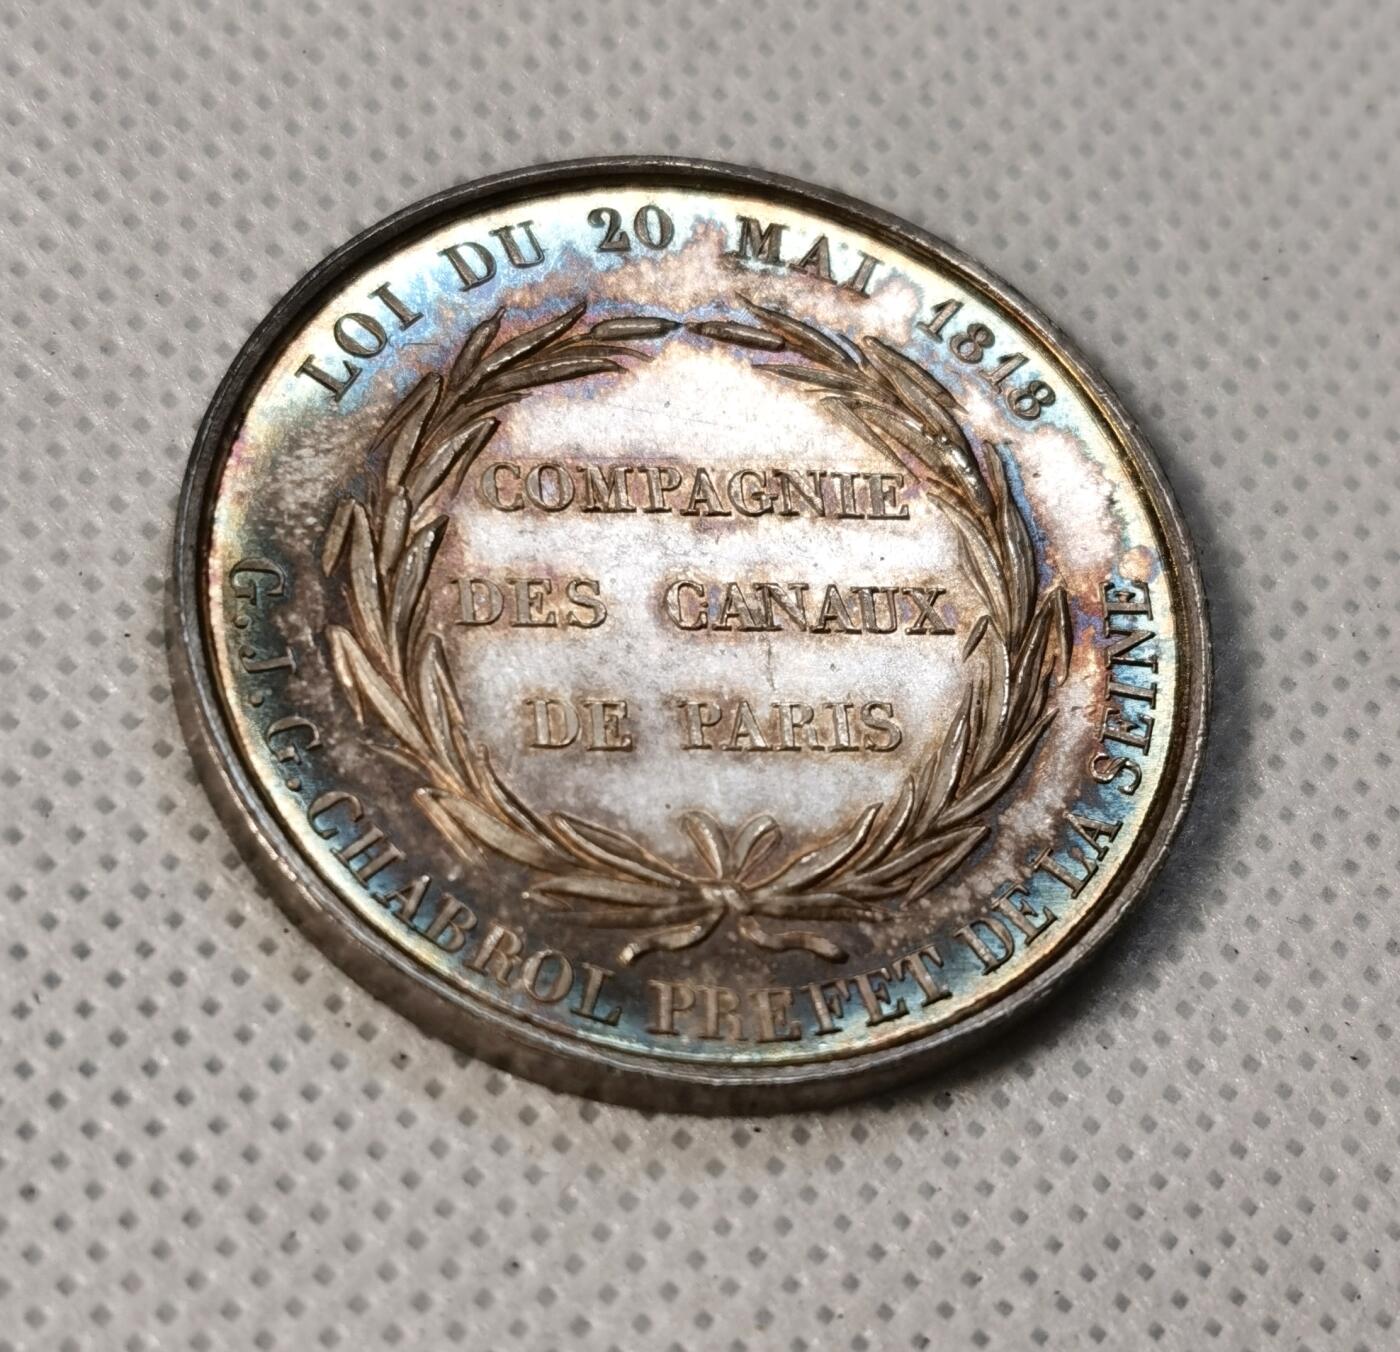 LOI DU 20 MAI 1818
COMPAGNIE
DES CANAUX
DE PARIS
G.J.G.CHABROL PREFET DE LA SEINE